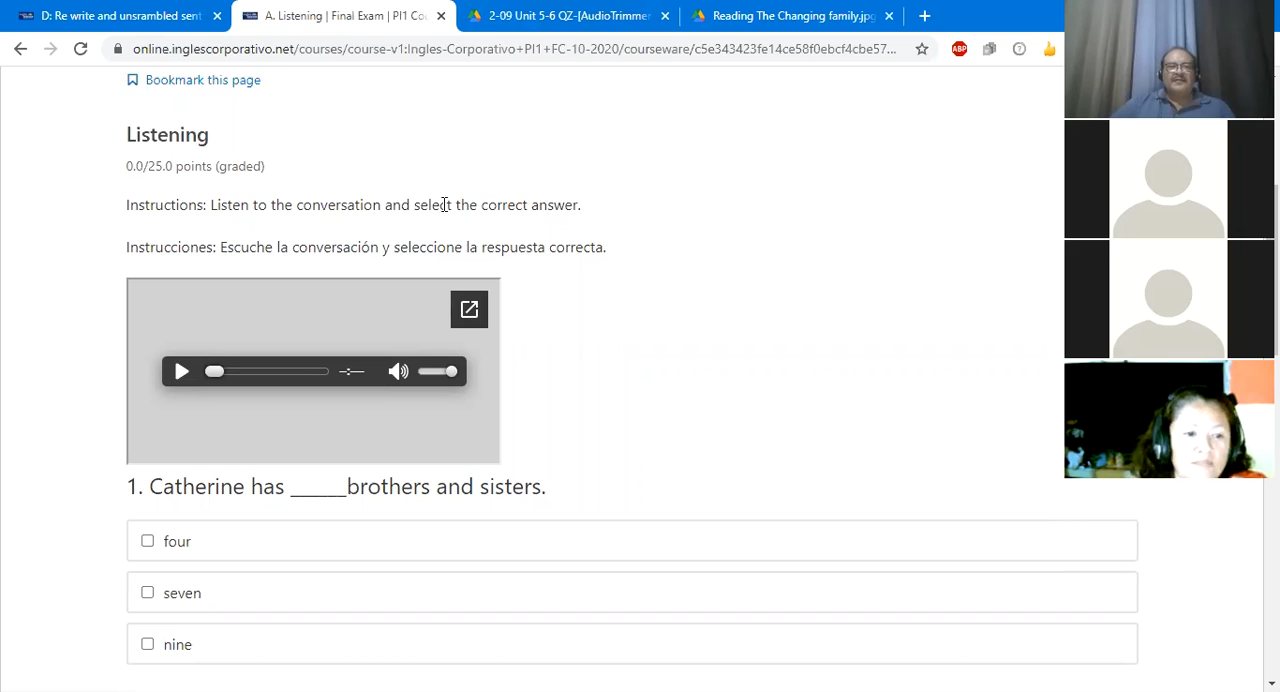 D: Re write and unsrambled sent
A. Listening | Final Exam | PI1 Co
2-09 Unit 5-6 QZ-[AudioTrimmer
Reading The Changing family.jpg
online.inglescorporativo.net/courses/course-v1:Ingles-Corporativo+PI1+FC-10-2020/courseware/c5e343423fe14ce58f0ebcf4cbe57...
ABP
Bookmark this page
Listening
0.0/25.0 points (graded)
Instructions: Listen to the conversation and select the correct answer.
Instrucciones: Escuche la conversación y seleccione la respuesta correcta.
-:--
1. Catherine has _____brothers and sisters.
four
seven
nine